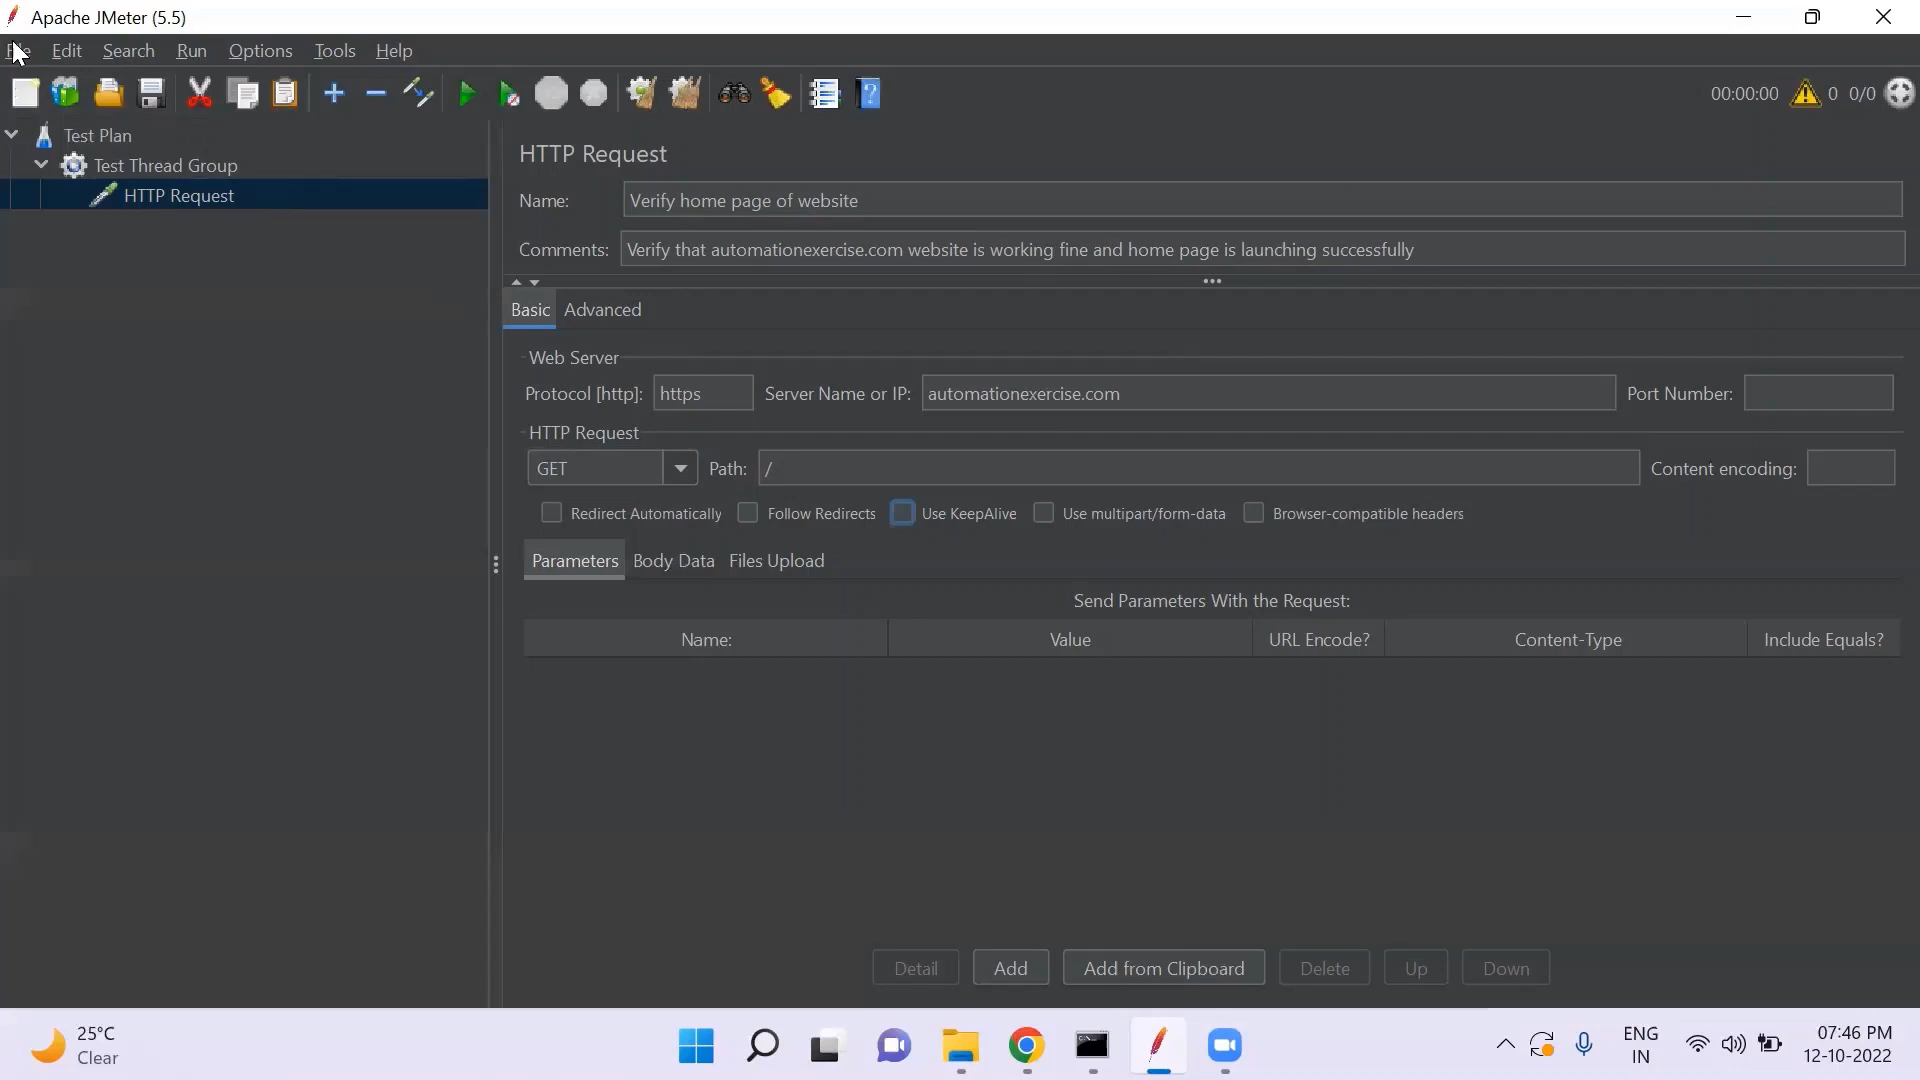 Apache JMeter (5.5)
File Edit Search Run Options Tools Help
00:00:00 0 0/0
Test Plan
Test Thread Group
HTTP Request
HTTP Request
Name: Verify home page of website
Comments: Verify that automationexercise.com website is working fine and home page is launching successfully
Basic Advanced
Web Server
Protocol [http]: https Server Name or IP: automationexercise.com Port Number:
HTTP Request
GET Path: / Content encoding:
Redirect Automatically Follow Redirects Use KeepAlive Use multipart/form-data Browser-compatible headers
Parameters Body Data Files Upload
Send Parameters With the Request:
Name: Value URL Encode? Content-Type Include Equals?
Detail Add Add from Clipboard Delete Up Down
25°C
Clear
ENG
IN
07:46 PM
12-10-2022